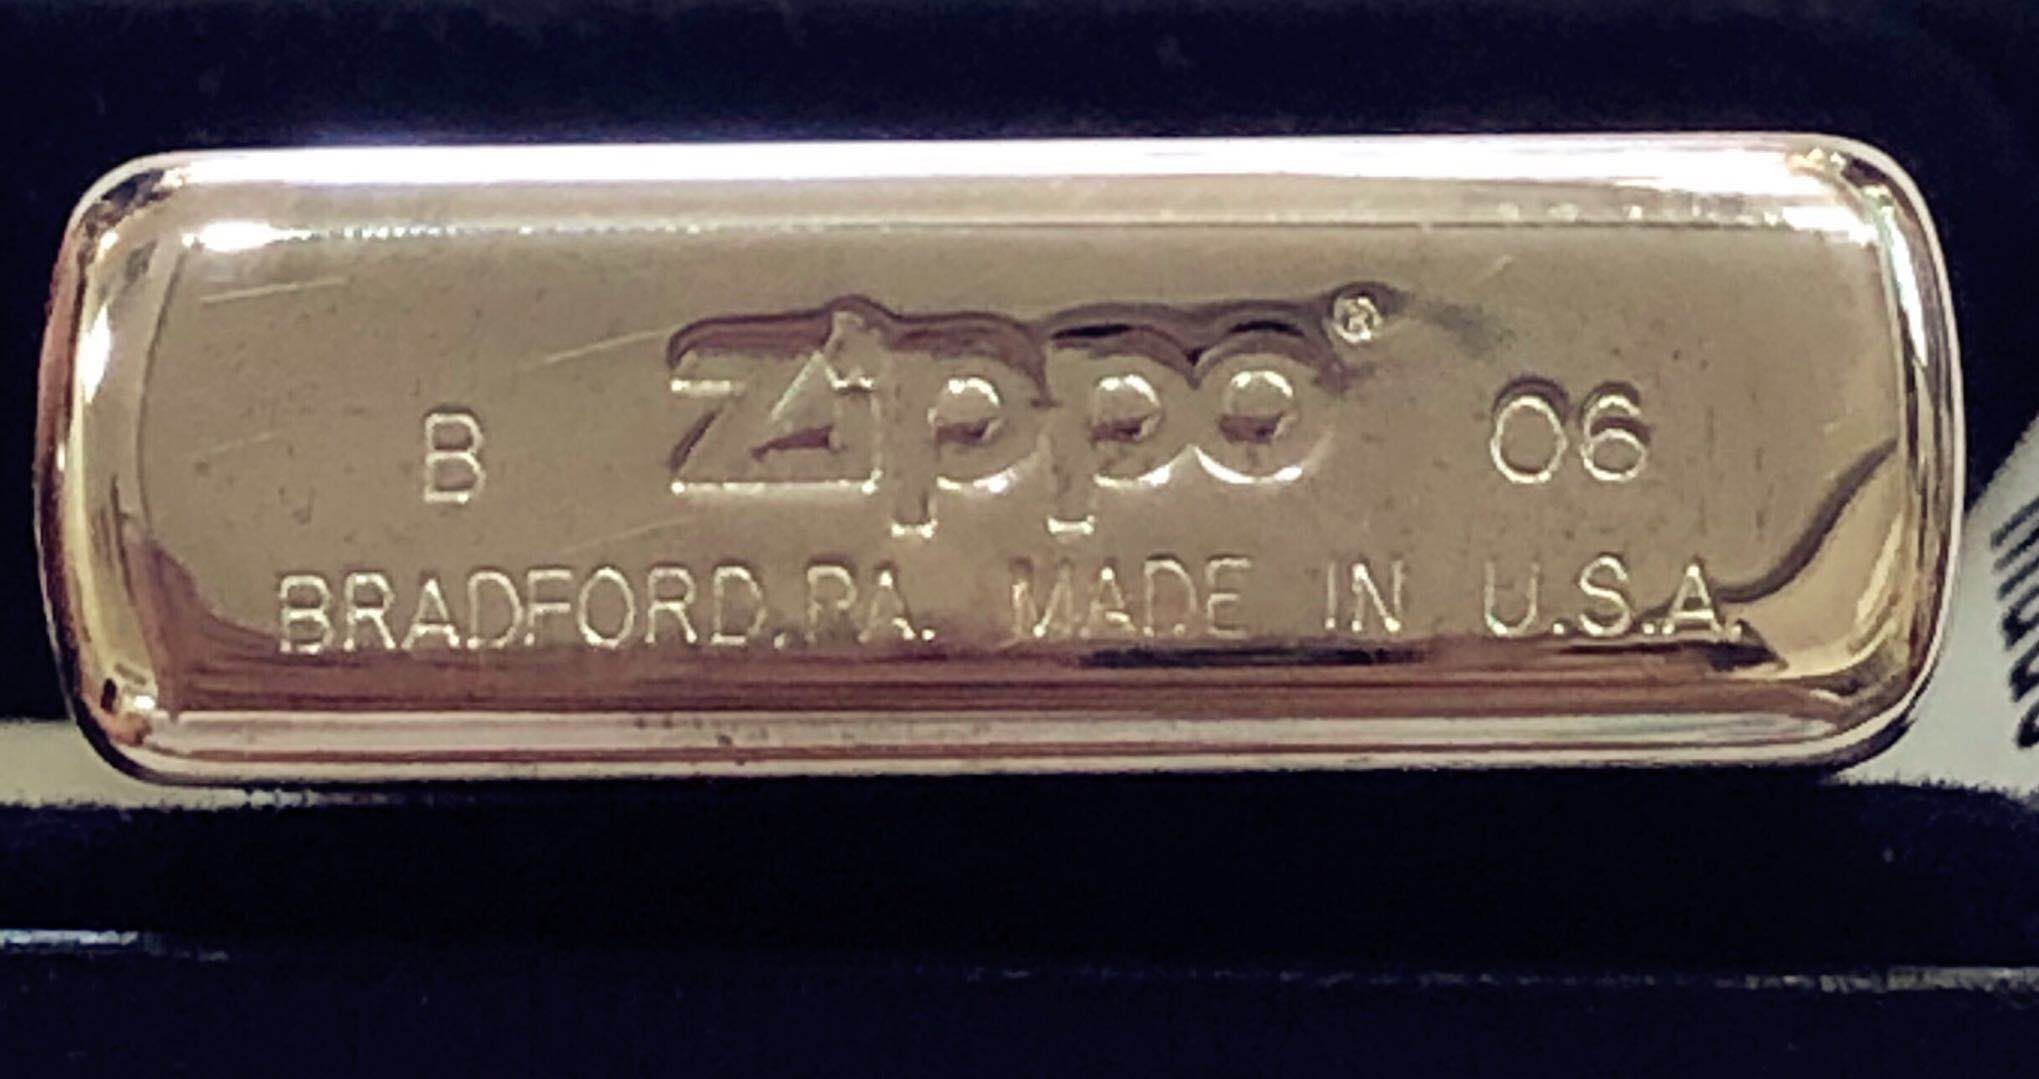 B Zippo® 06
BRADFORD, PA. MADE IN U.S.A.